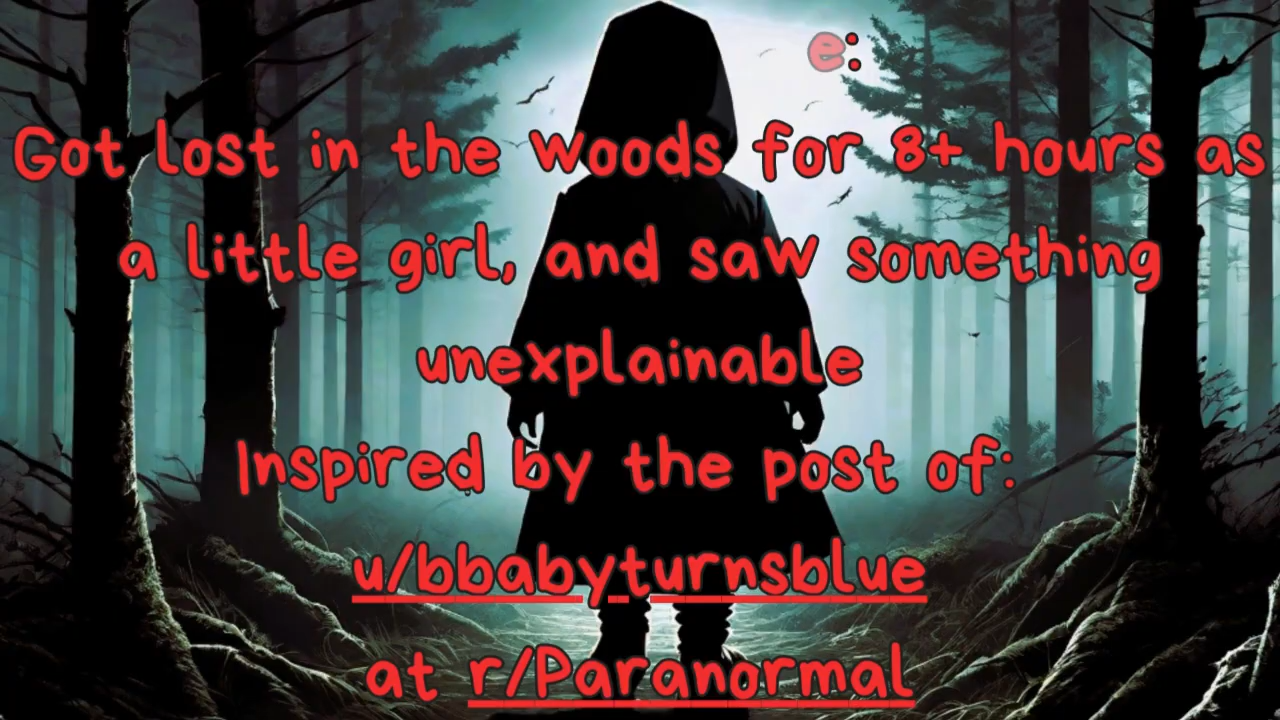 e:
Got lost in the woods for 8+ hours as
a little girl, and saw something
unexplainable
Inspired by the post of:
u/bbabyturnsblue
at r/Paranormal